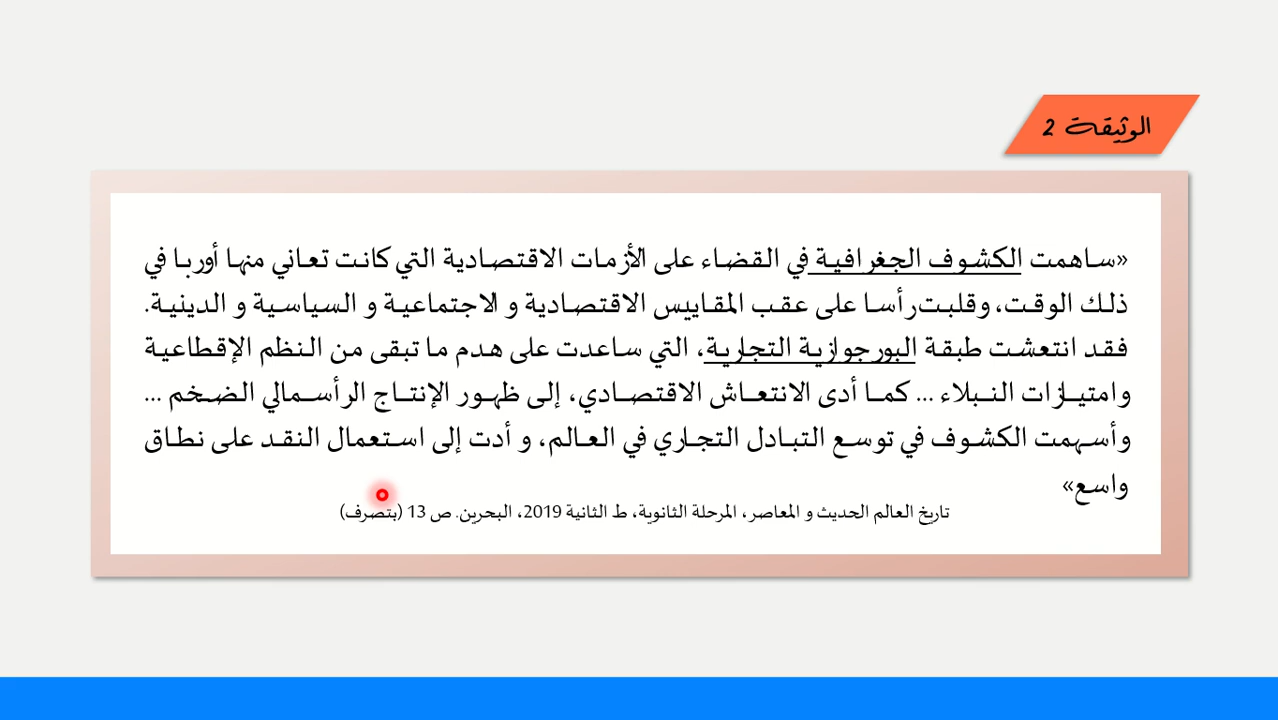 الوثيقة 2
«ساهمت الكشوف الجغرافية في القضاء على الأزمات الاقتصادية التي كانت تعاني منها أوربا في
ذلك الوقت، وقلبت رأسا على عقب المقاييس الاقتصادية و الاجتماعية و السياسية و الدينية.
فقد انتعشت طبقة البورجوازية التجارية، التي ساعدت على هدم ما تبقى من النظم الإقطاعية
وامتيازات النبلاء ... كما أدى الانتعاش الاقتصادي، إلى ظهور الإنتاج الرأسمالي الضخم ...
وأسهمت الكشوف في توسع التبادل التجاري في العالم، و أدت إلى استعمال النقد على نطاق
واسع»
تاريخ العالم الحديث و المعاصر، المرحلة الثانوية، ط الثانية 2019، البحرين. ص 13 (بتصرف)